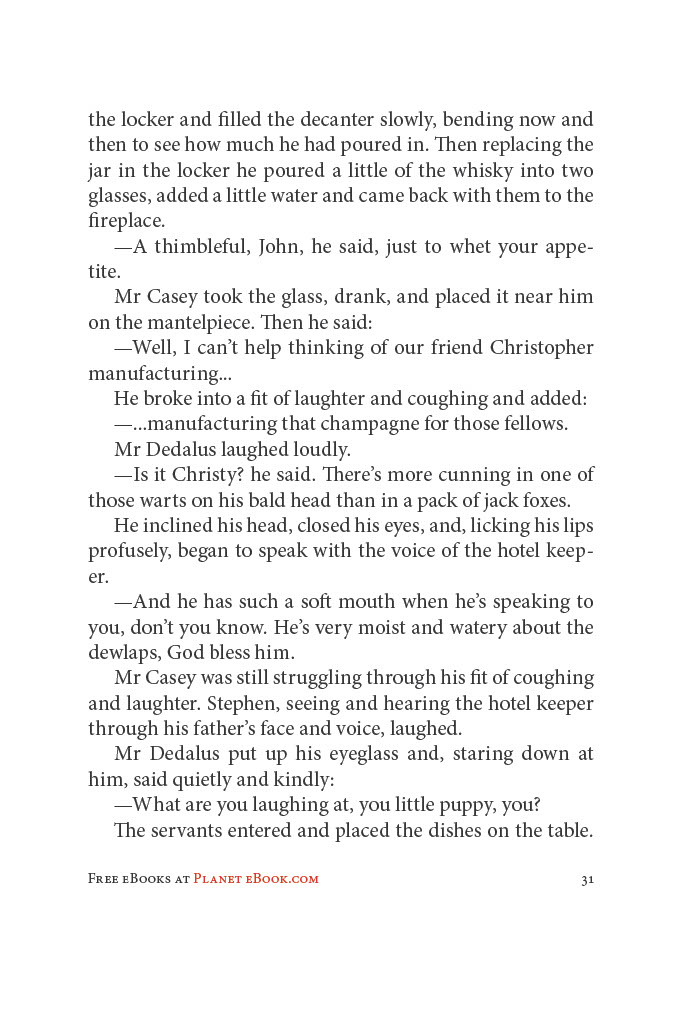 the locker and filled the decanter slowly, bending now and
then to see how much he had poured in. Then replacing the
jar in the locker he poured a little of the whisky into two
glasses, added a little water and came back with them to the
fireplace.
—A thimbleful, John, he said, just to whet your appe-
tite.
Mr Casey took the glass, drank, and placed it near him
on the mantelpiece. Then he said:
—Well, I can’t help thinking of our friend Christopher
manufacturing...
He broke into a fit of laughter and coughing and added:
—...manufacturing that champagne for those fellows.
Mr Dedalus laughed loudly.
—Is it Christy? he said. There’s more cunning in one of
those warts on his bald head than in a pack of jack foxes.
He inclined his head, closed his eyes, and, licking his lips
profusely, began to speak with the voice of the hotel keep-
er.
—And he has such a soft mouth when he’s speaking to
you, don’t you know. He’s very moist and watery about the
dewlaps, God bless him.
Mr Casey was still struggling through his fit of coughing
and laughter. Stephen, seeing and hearing the hotel keeper
through his father’s face and voice, laughed.
Mr Dedalus put up his eyeglass and, staring down at
him, said quietly and kindly:
—What are you laughing at, you little puppy, you?
The servants entered and placed the dishes on the table.
Free eBooks at Planet eBook.com 31